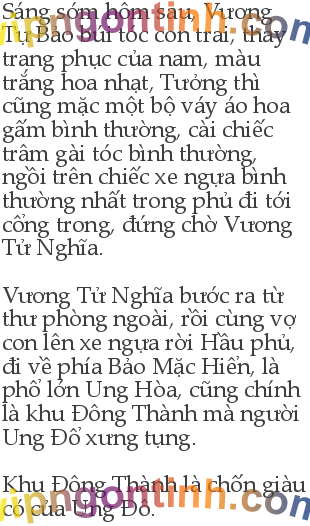 Sáng sớm hôm sau, Vương
Tự Bảo búi tóc con trai, thay
trang phục của nam, màu
trắng hoa nhạt, Tưởng thì
cũng mặc một bộ váy áo hoa
gấm bình thường, cài chiếc
trâm gài tóc bình thường,
ngồi trên chiếc xe ngựa bình
thường nhất trong phủ đi tới
cổng trong, đứng chờ Vương
Tử Nghĩa.
Vương Tử Nghĩa bước ra từ
thư phòng ngoài, rồi cùng vợ
con lên xe ngựa rời Hầu phủ,
đi về phía Bảo Mặc Hiển, là
phố lớn Ung Hòa, cũng chính
là khu Đông Thành mà người
Ung Đô xưng tụng.
Khu Đông Thành là chốn giàu
có của Ung Đô.